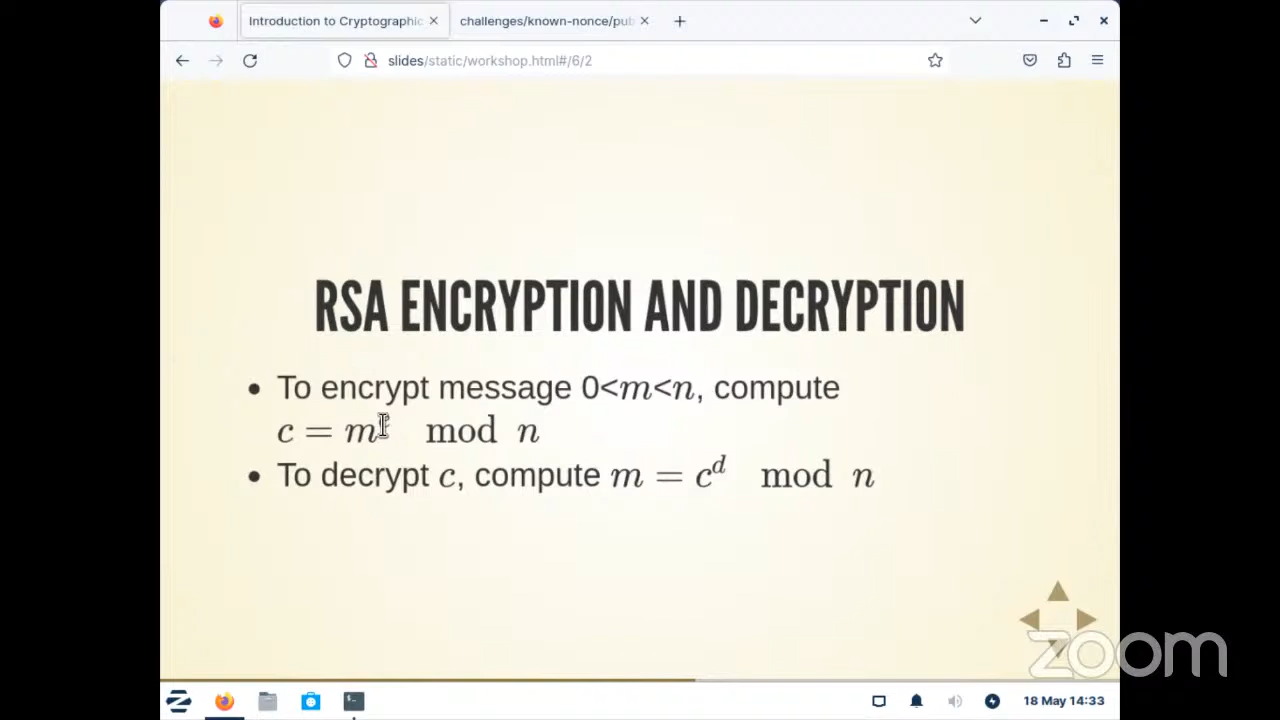 Introduction to Cryptographic
challenges/known-nonce/pub
slides/static/workshop.html#/6/2
RSA ENCRYPTION AND DECRYPTION
• To encrypt message 0<m<n, compute
c = m mod n
• To decrypt c, compute m = c^d mod n
zoom
18 May 14:33